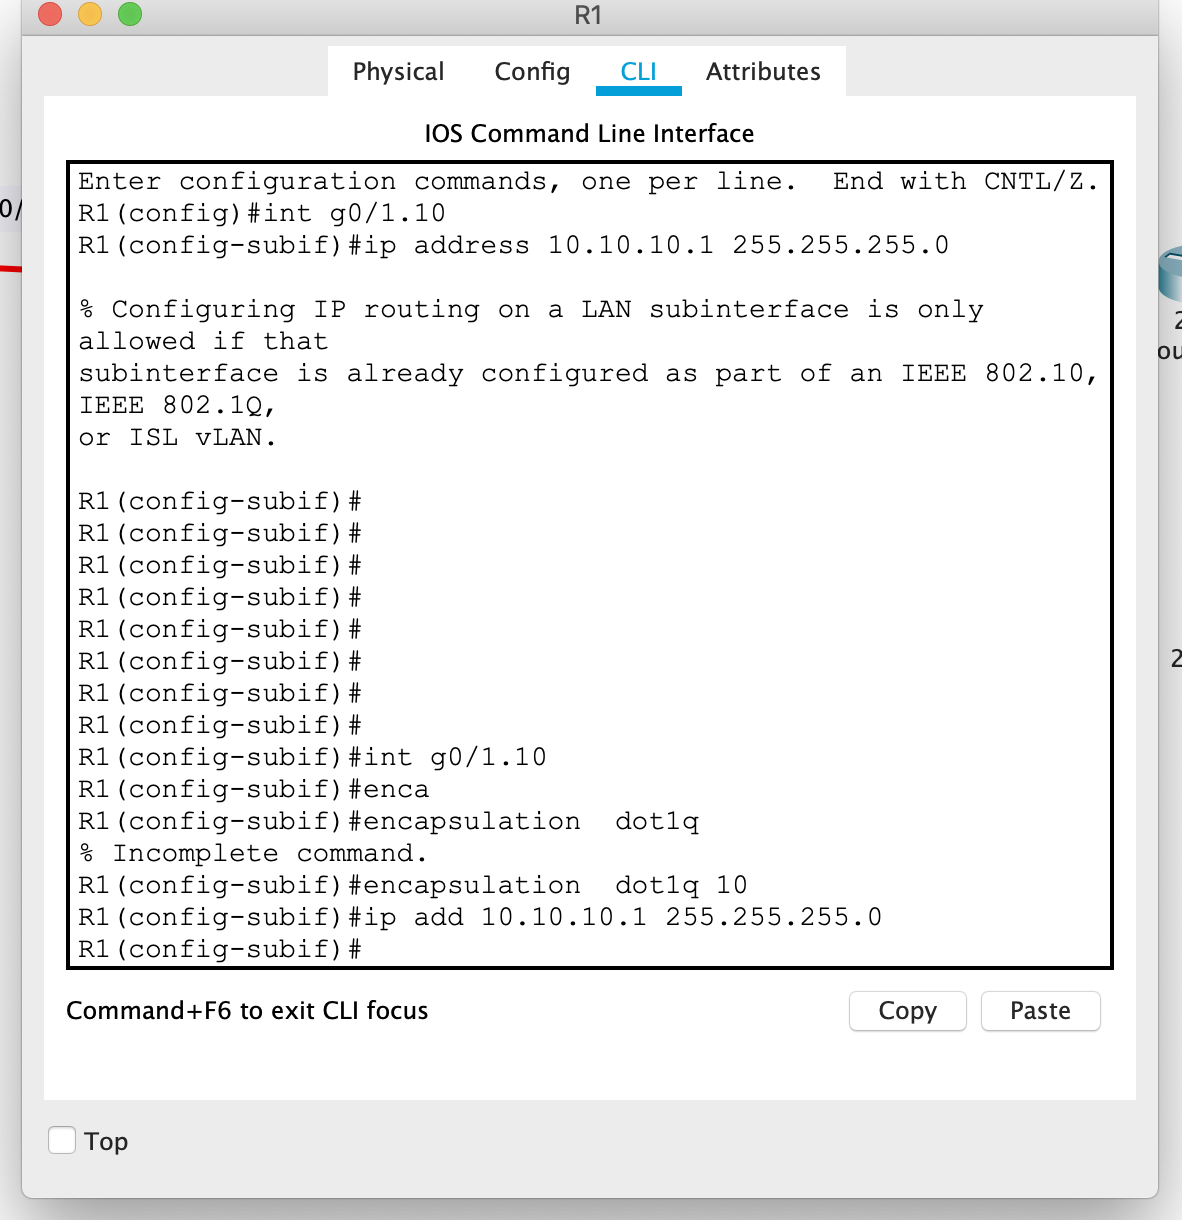 R1
Physical Config CLI Attributes
IOS Command Line Interface
Enter configuration commands, one per line.  End with CNTL/Z.
R1(config)#int g0/1.10
R1(config-subif)#ip address 10.10.10.1 255.255.255.0
% Configuring IP routing on a LAN subinterface is only
allowed if that
subinterface is already configured as part of an IEEE 802.10,
IEEE 802.1Q,
or ISL vLAN.
R1(config-subif)#
R1(config-subif)#
R1(config-subif)#
R1(config-subif)#
R1(config-subif)#
R1(config-subif)#
R1(config-subif)#
R1(config-subif)#
R1(config-subif)#int g0/1.10
R1(config-subif)#enca
R1(config-subif)#encapsulation  dot1q
% Incomplete command.
R1(config-subif)#encapsulation  dot1q 10
R1(config-subif)#ip add 10.10.10.1 255.255.255.0
R1(config-subif)#
Command+F6 to exit CLI focus
Copy Paste
Top
0/
2
ou
2